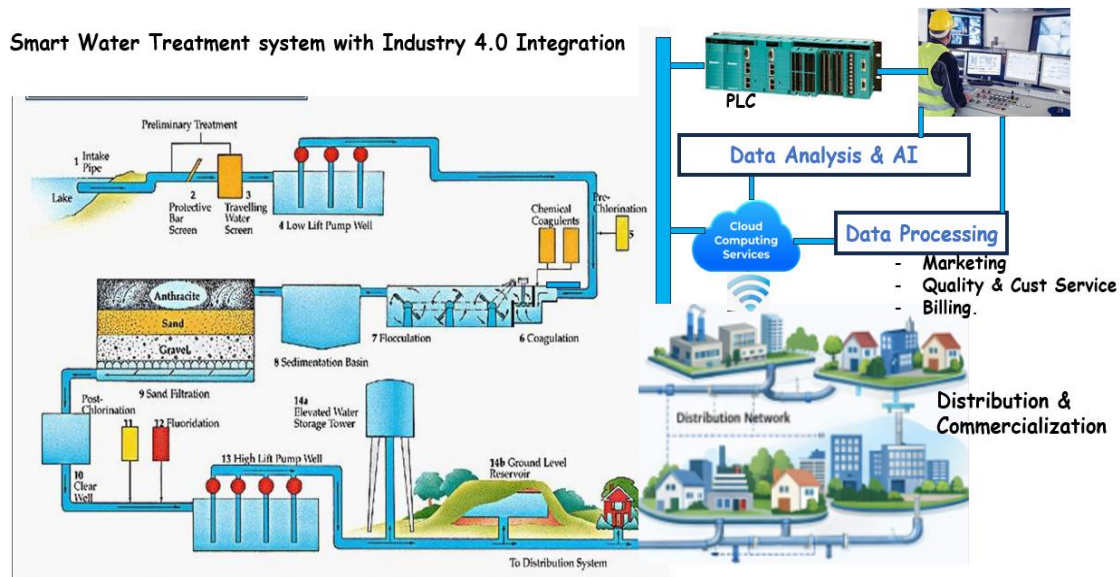 Smart Water Treatment system with Industry 4.0 Integration
PLC
Data Analysis & AI
Cloud
Computing
Services
Data Processing
- Marketing
- Quality & Cust Service
- Billing.
Distribution Network
Distribution &
Commercialization
Preliminary Treatment
1 Intake
Pipe
Lake
2
Protective
Bar
Screen
3
Travelling
Water
Screen
4 Low Lift Pump Well
Pre-
Chlorination
5
Chemical
Coagulents
6 Coagulation
7 Flocculation
8 Sedimentation Basin
Anthracite
Sand
Gravel
9 Sand Filtration
Post-
Chlorination
11
12 Fluoridation
10
Clear
Well
13 High Lift Pump Well
14a
Elevated Water
Storage Tower
14b Ground Level
Reservoir
To Distribution System